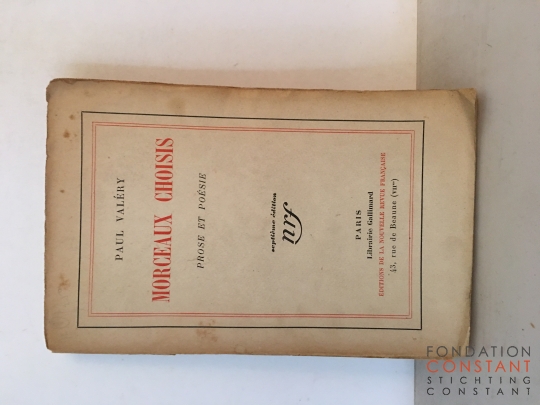 PAUL VALÉRY
MORCEAUX CHOISIS
PROSE ET POÉSIE
septième édition
nrf
PARIS
Librairie Gallimard
ÉDITIONS DE LA NOUVELLE REVUE FRANÇAISE
43, rue de Beaune (VIIme)
FONDATION
CONSTANT
STICHTING
CONSTANT